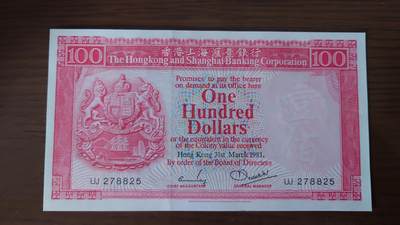 100 香港上海滙豐銀行 100
The Hongkong and Shanghai Banking Corporation
Promises to pay the bearer
on demand at its office here
One
Hundred
Dollars
or the equivalent in the currency
of the Colony value received
Hong Kong 31st March 1981.
By order of the Board of Directors
CHIEF ACCOUNTANT GENERAL MANAGER
UJ 278825 UJ 278825